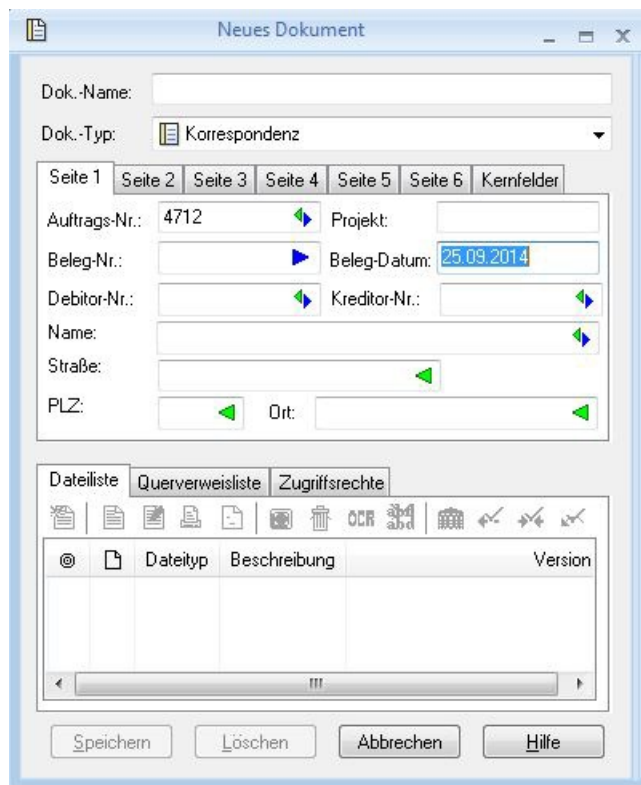 Neues Dokument
Dok.-Name:
Dok.-Typ: Korrespondenz
Seite 1 Seite 2 Seite 3 Seite 4 Seite 5 Seite 6 Kernfelder
Auftrags-Nr.: 4712 Projekt:
Beleg-Nr.: Beleg-Datum: 25.09.2014
Debitor-Nr.: Kreditor-Nr.:
Name:
Straße:
PLZ: Ort:
Dateiliste Querverweisliste Zugriffsrechte
OCR
Dateityp Beschreibung Version
Speichern Löschen Abbrechen Hilfe